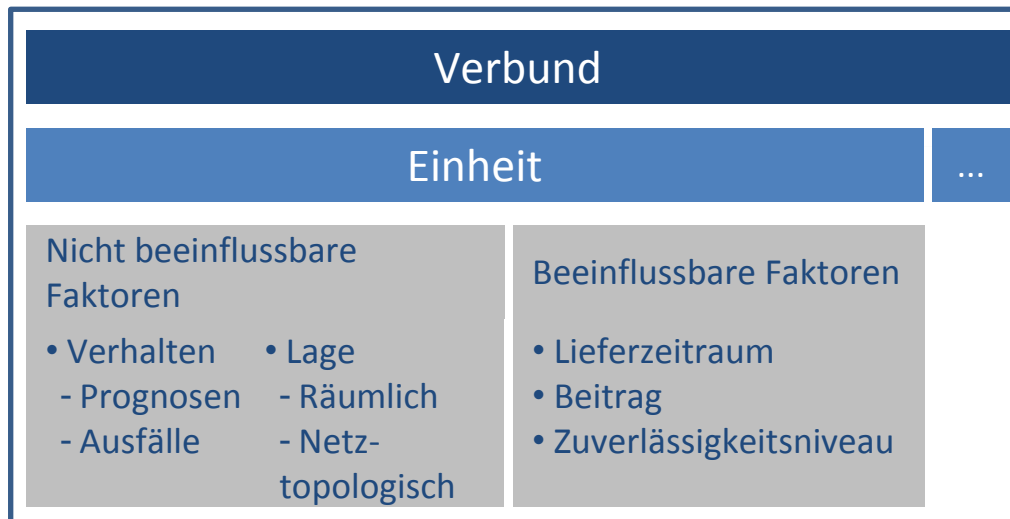 Verbund
Einheit
...
Nicht beeinflussbare
Faktoren
• Verhalten
- Prognosen
- Ausfälle
• Lage
- Räumlich
- Netz-
topologisch
Beeinflussbare Faktoren
• Lieferzeitraum
• Beitrag
• Zuverlässigkeitsniveau